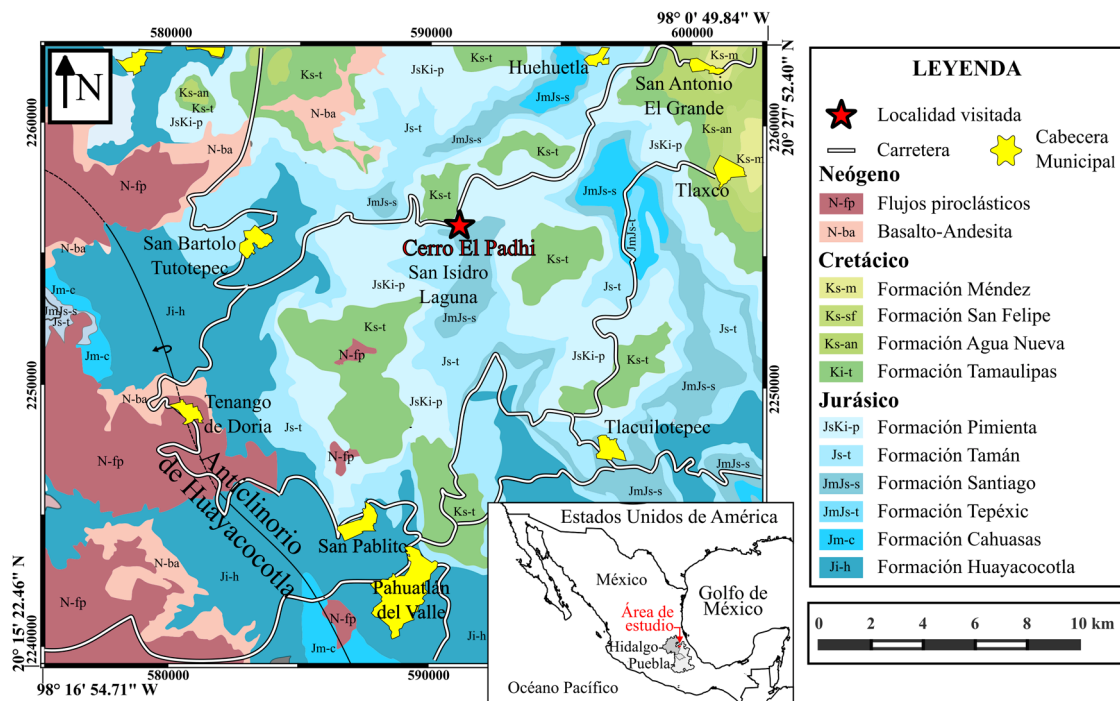 580000
590000
98° 0' 49.84" W
600000
N
2260000
2260000
20° 27' 52.40" N
Ks-an
Ks-t
JsKi-p
Ks-t
N-ba
N-ba
N-fp
JsKi-p
Huehuetla
JmJs-s
Js-t
JmJs-s
Ks-t
San Antonio
El Grande
Ks-m
Ks-an
JsKi-p
Ks-m
Tlaxco
JmJs-s
Ks-t
JmJs-s
JmJs-t
N-ba
San Bartolo
Tutotepec
Cerro El Padhi
San Isidro
Laguna
JsKi-p
Ks-t
Js-t
Jm-c
JmJs-s
Js-t
Ji-h
JmJs-s
Ks-t
N-fp
Js-t
Jm-c
JsKi-p
Ks-t
Js-t
JmJs-s
2250000
2250000
N-ba
Tenango
de Doria
JsKi-p
Js-t
N-fp
N-fp
Tlacuilotepec
JmJs-s
JmJs-s
Anticlinorio
de Huayacocotla
Ks-t
San Pablito
N-ba
Ji-h
N-fp
Pahuatlán
del Valle
N-fp
Jm-c
Ji-h
2240000
20° 15' 22.46" N
580000
590000
98° 16' 54.71" W
Estados Unidos de América
México
Golfo de
México
Área de
estudio
Hidalgo
Puebla
Océano Pacífico
LEYENDA
Localidad visitada
Carretera
Cabecera
Municipal
Neógeno
N-fp Flujos piroclásticos
N-ba Basalto-Andesita
Cretácico
Ks-m Formación Méndez
Ks-sf Formación San Felipe
Ks-an Formación Agua Nueva
Ki-t Formación Tamaulipas
Jurásico
JsKi-p Formación Pimienta
Js-t Formación Tamán
JmJs-s Formación Santiago
JmJs-t Formación Tepéxic
Jm-c Formación Cahuasas
Ji-h Formación Huayacocotla
0 2 4 6 8 10 km